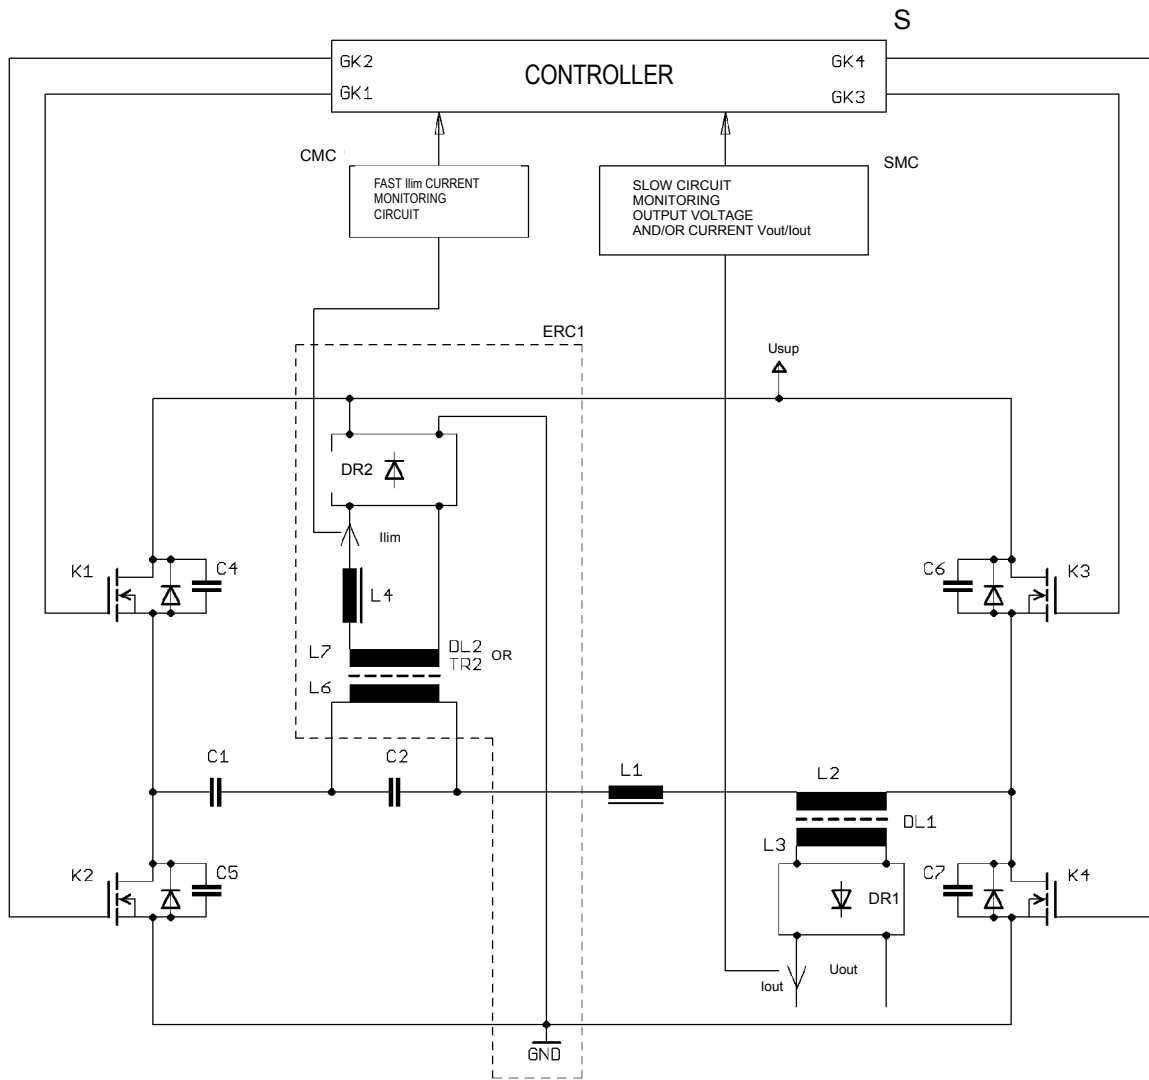 S
GK2
CONTROLLER
GK4
GK1
GK3
CMC
SMC
FAST Ilim CURRENT
MONITORING
CIRCUIT
SLOW CIRCUIT
MONITORING
OUTPUT VOLTAGE
AND/OR CURRENT Vout/Iout
ERC1
Usup
DR2
Ilim
K1
C4
C6
K3
L4
L7
DL2
TR2 OR
L6
C1
C2
L1
L2
DL1
L3
K2
C5
C7
K4
DR1
Uout
Iout
GND